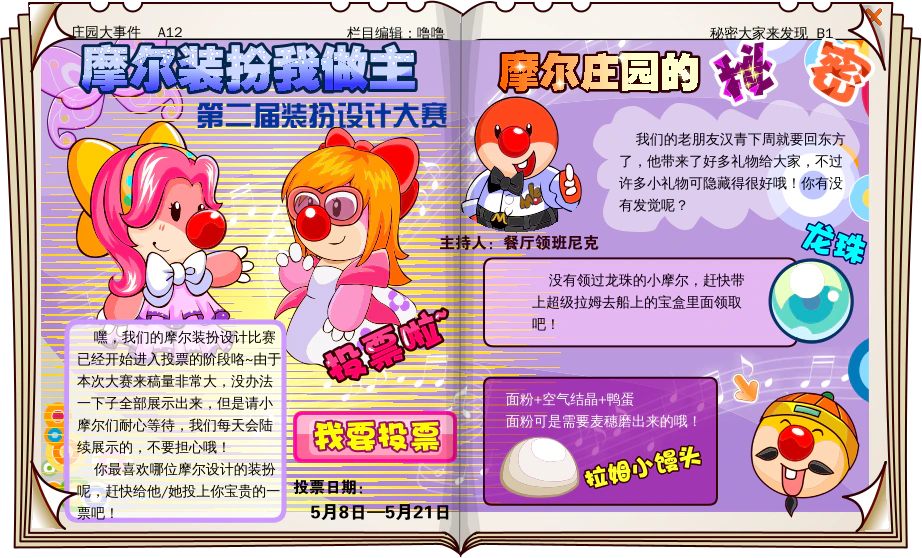 庄园大事件 A12
栏目编辑：噜噜
摩尔装扮我做主
第二届装扮设计大赛
嘿，我们的摩尔装扮设计比赛
已经开始进入投票的阶段咯~由于
本次大赛来稿量非常大，没办法
一下子全部展示出来，但是请小
摩尔们耐心等待，我们每天会陆
续展示的，不要担心哦！
你最喜欢哪位摩尔设计的装扮
呢，赶快给他/她投上你宝贵的一
票吧！
投票啦~
我要投票
投票日期：
5月8日—5月21日
秘密大家来发现 B1
摩尔庄园的秘密
我们的老朋友汉青下周就要回东方
了，他带来了好多礼物给大家，不过
许多小礼物可隐藏得很好哦！你有没
有发觉呢？
主持人：餐厅领班尼克
龙珠
没有领过龙珠的小摩尔，赶快带
上超级拉姆去船上的宝盒里面领取
吧！
面粉+空气结晶+鸭蛋
面粉可是需要麦穗磨出来的哦！
拉姆小馒头